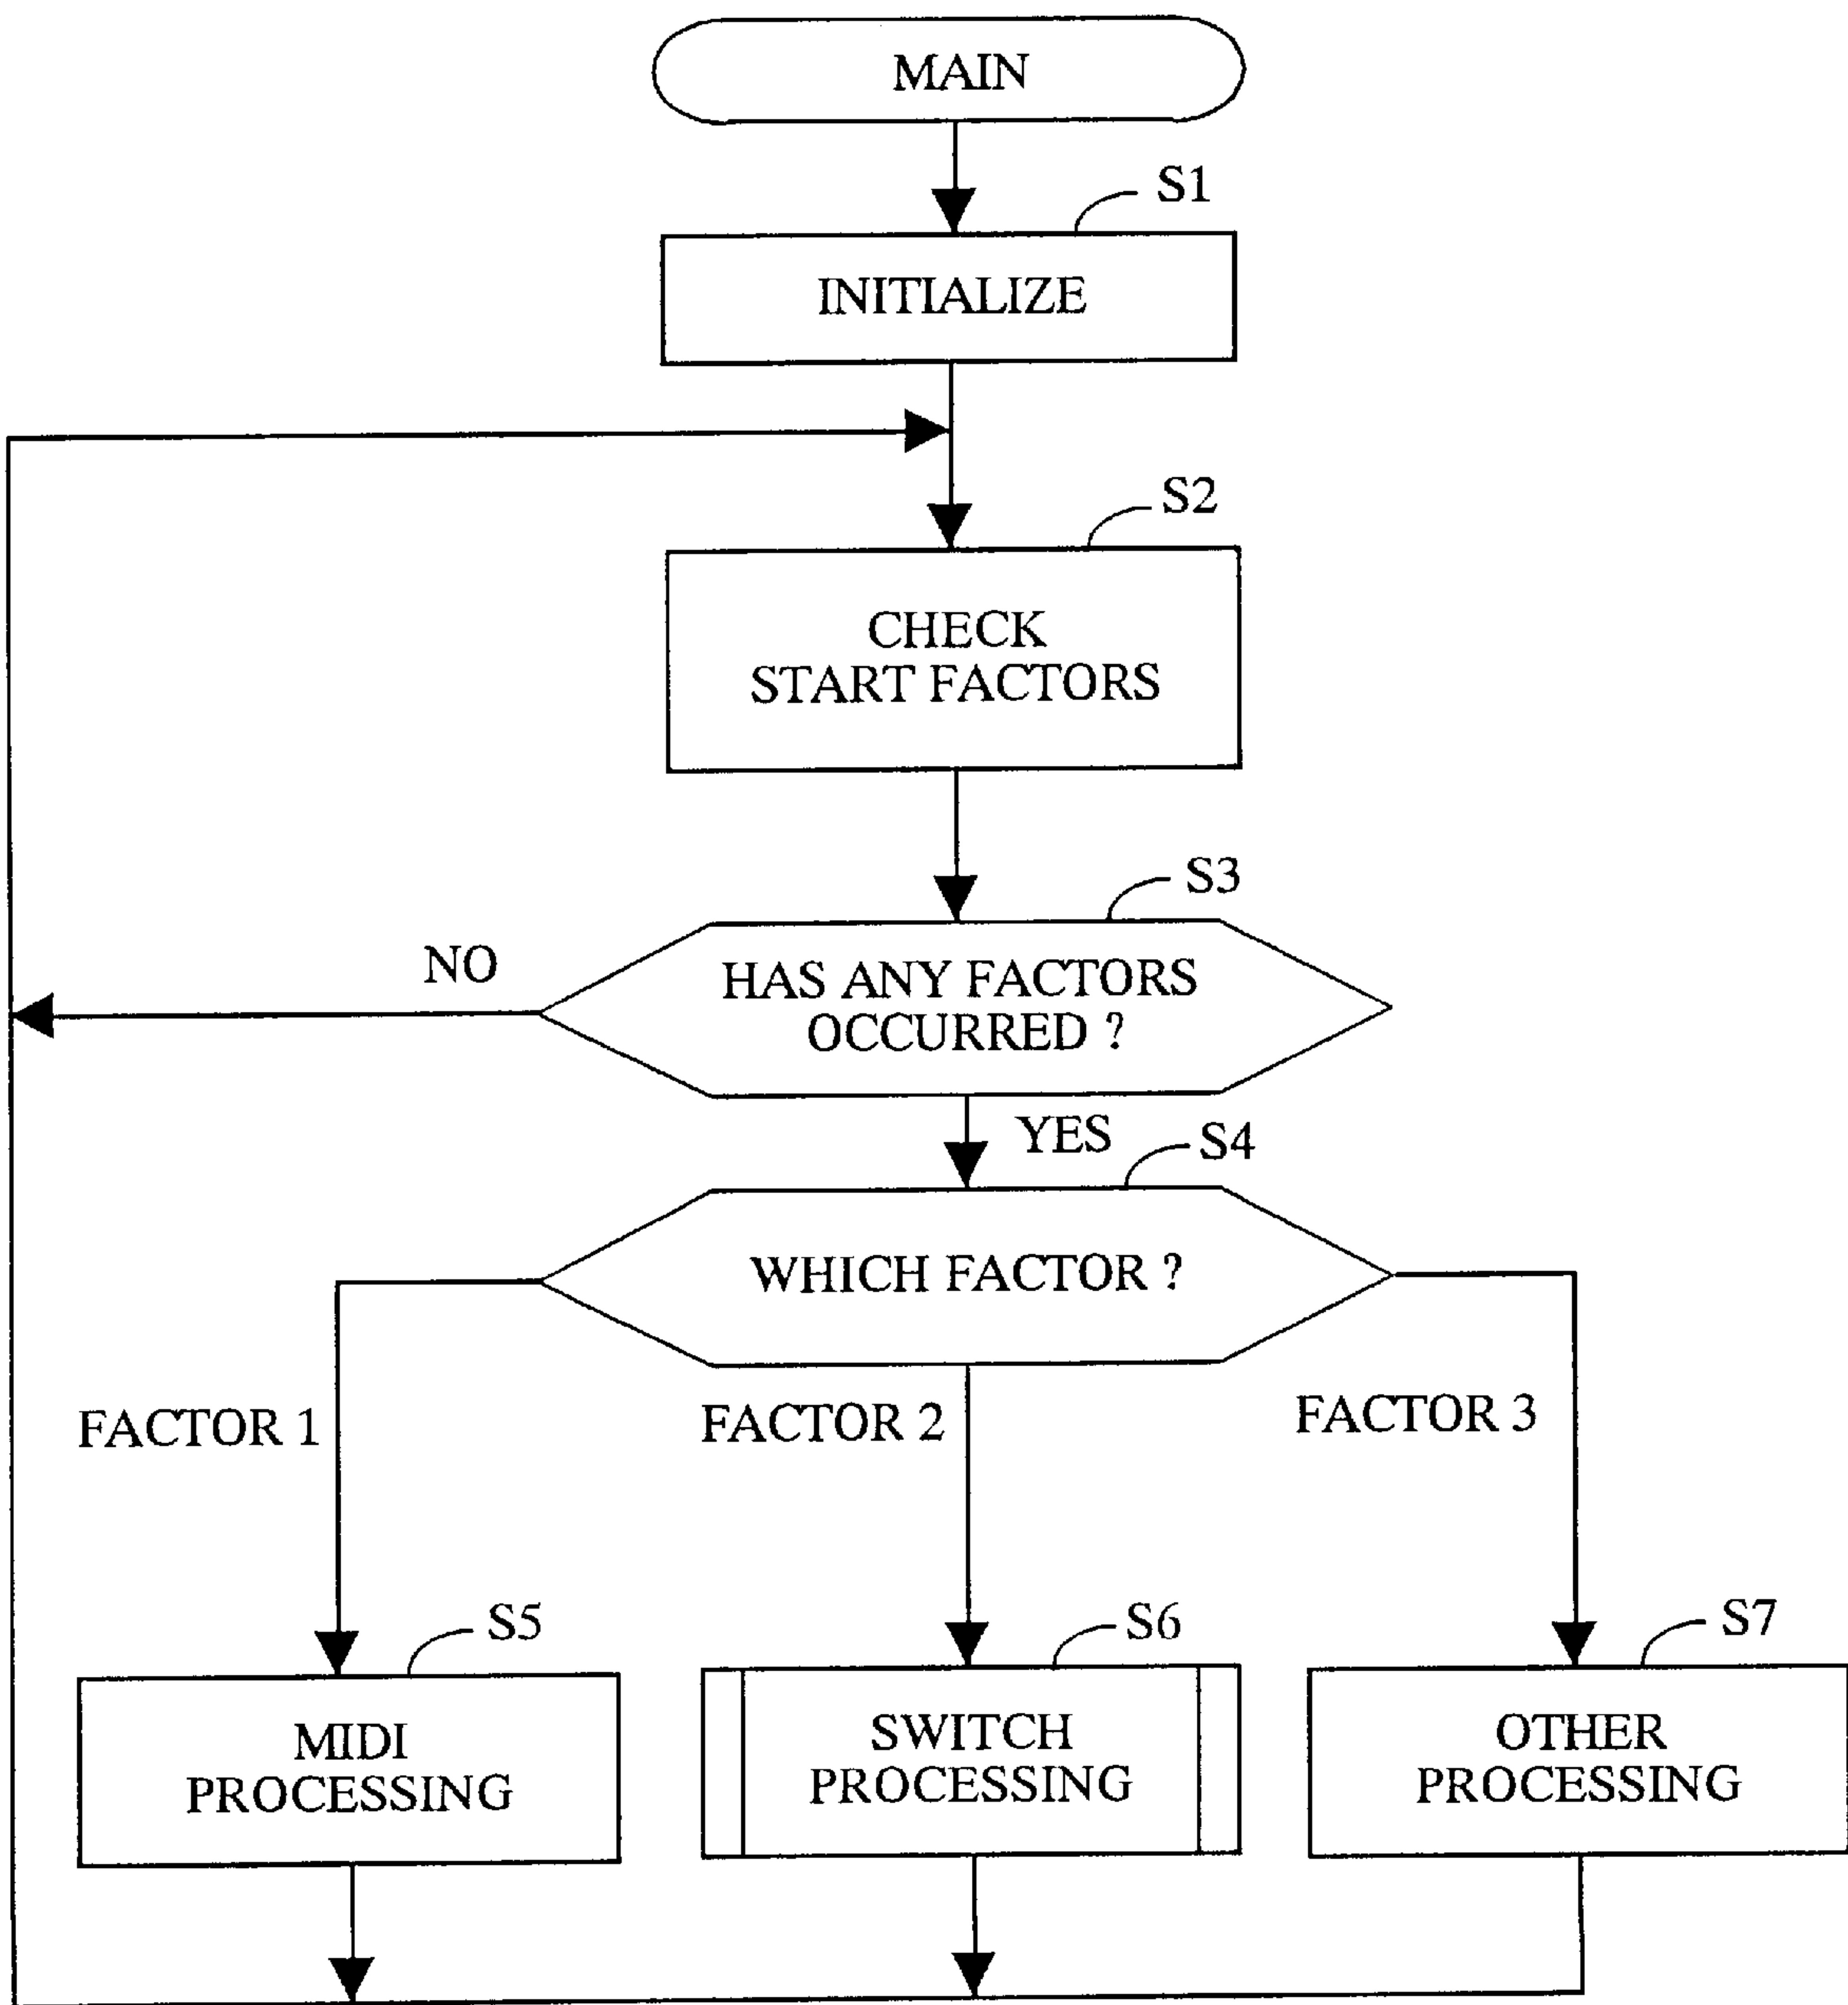 MAIN
S1
INITIALIZE
S2
CHECK
START FACTORS
S3
NO
HAS ANY FACTORS
OCCURRED ?
YES
S4
WHICH FACTOR ?
FACTOR 1
FACTOR 2
FACTOR 3
S5
S6
S7
MIDI
PROCESSING
SWITCH
PROCESSING
OTHER
PROCESSING